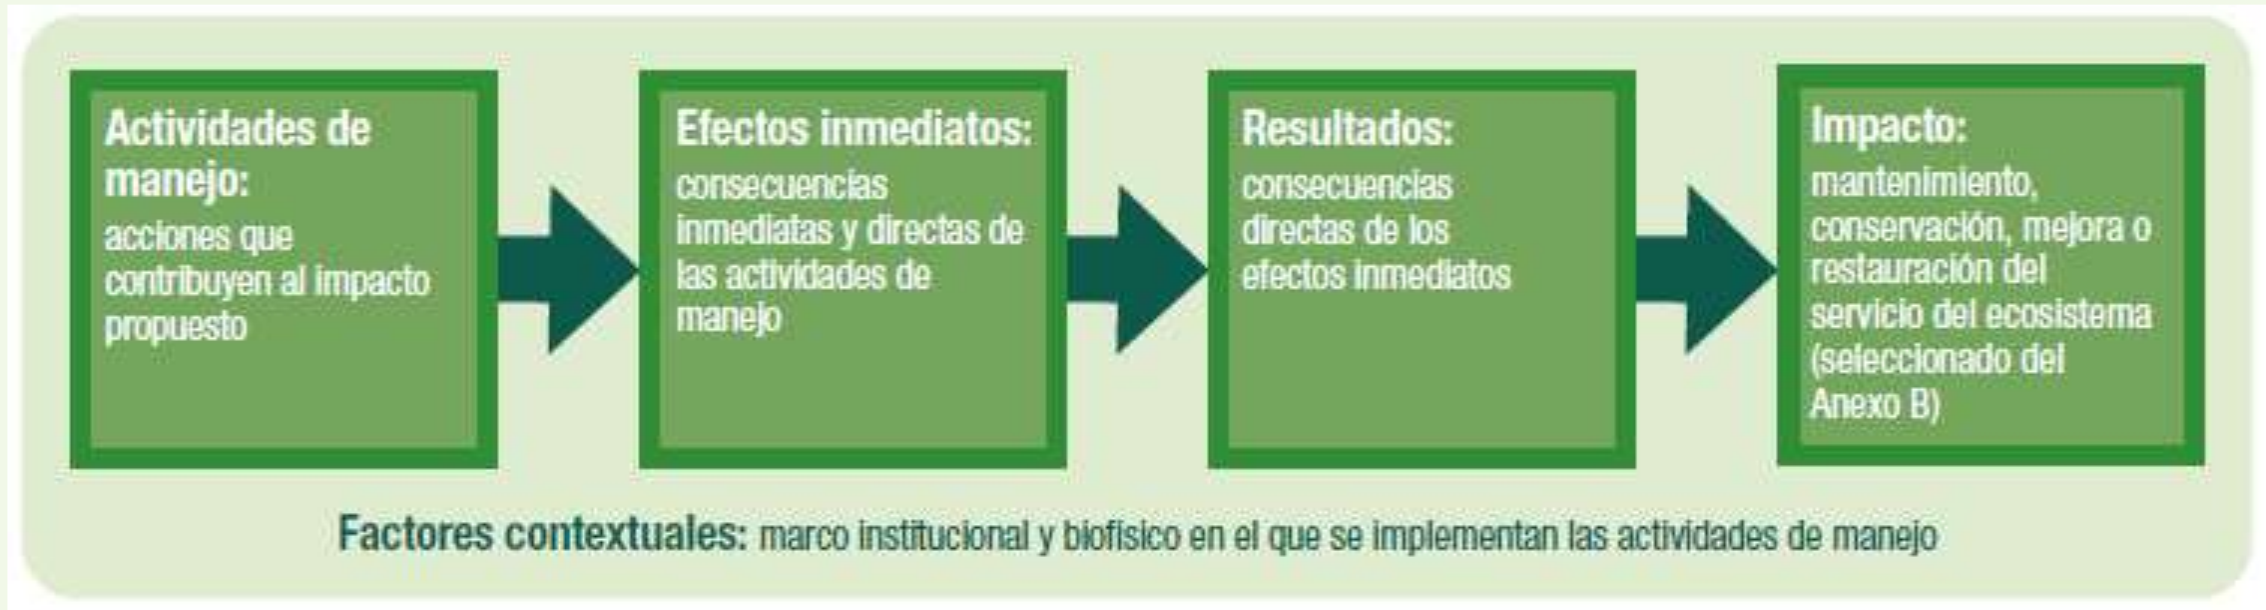 Actividades de
manejo:
acciones que
contribuyen al impacto
propuesto
Efectos inmediatos:
consecuencias
inmediatas y directas de
las actividades de
manejo
Resultados:
consecuencias
directas de los
efectos inmediatos
Impacto:
mantenimiento,
conservación, mejora o
restauración del
servicio del ecosistema
(seleccionado del
Anexo B)
Factores contextuales: marco institucional y biofísico en el que se implementan las actividades de manejo